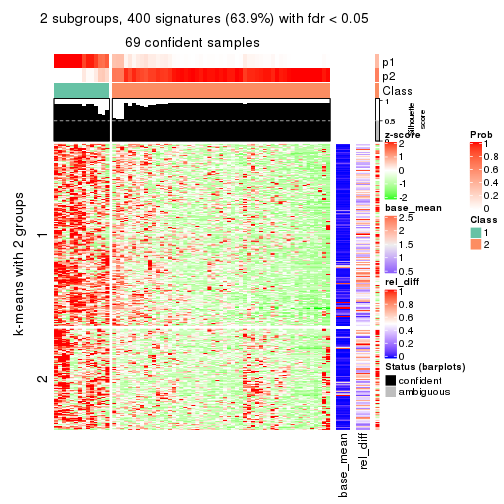 2 subgroups, 400 signatures (63.9%) with fdr < 0.05
69 confident samples
p1
p2
Class
1
0.5
0
Silhouette
score
k-means with 2 groups
1
2
base_mean
rel_diff
z-score
2
1
0
-1
-2
base_mean
2.5
2
1.5
1
0.5
rel_diff
1
0.8
0.6
0.4
0.2
0
Status (barplots)
confident
ambiguous
Prob
1
0.8
0.6
0.4
0.2
0
Class
1
2